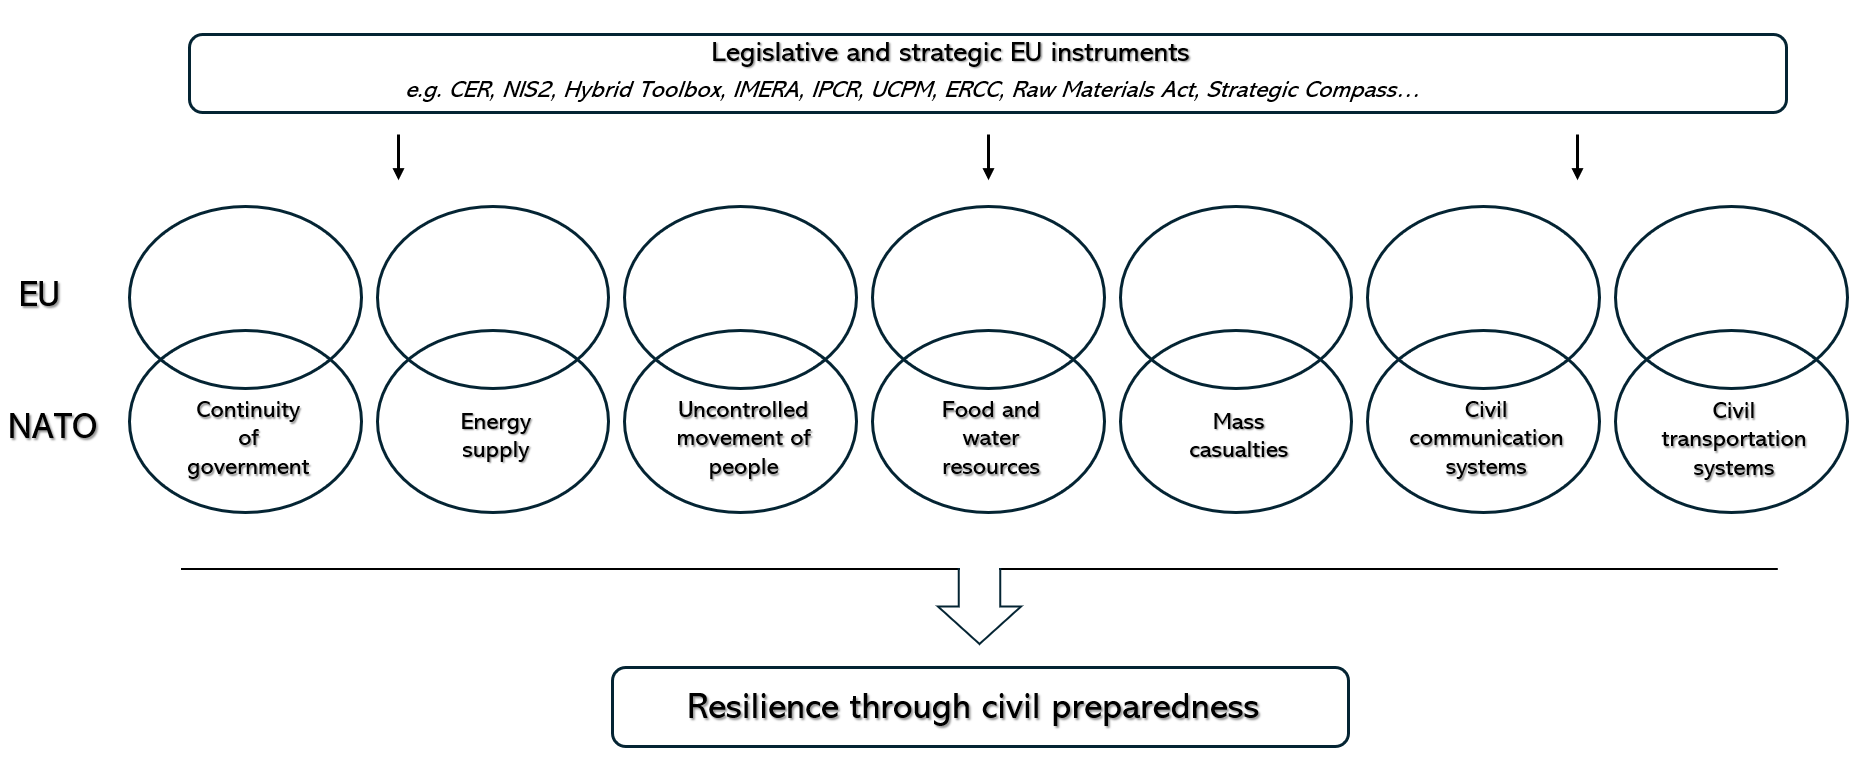 Legislative and strategic EU instruments
e.g. CER, NIS2, Hybrid Toolbox, IMERA, IPCR, UCPM, ERCC, Raw Materials Act, Strategic Compass…
EU
NATO
Continuity
of
government
Energy
supply
Uncontrolled
movement of
people
Food and
water
resources
Mass
casualties
Civil
communication
systems
Civil
transportation
systems
Resilience through civil preparedness